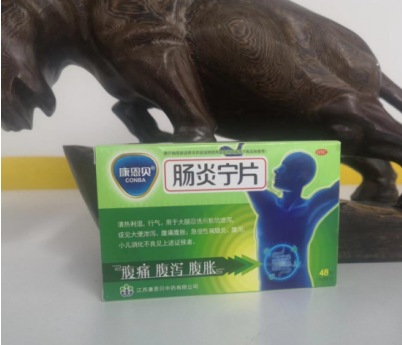 康恩贝
CONBA
肠炎宁片
OTC
清热利湿，行气。用于大肠湿热所致的泄泻，
症见大便泄泻、腹痛腹胀；急慢性胃肠炎、腹泻、
小儿消化不良见上述证候者。
腹痛 腹泻 腹胀
48
江西康恩贝中药有限公司